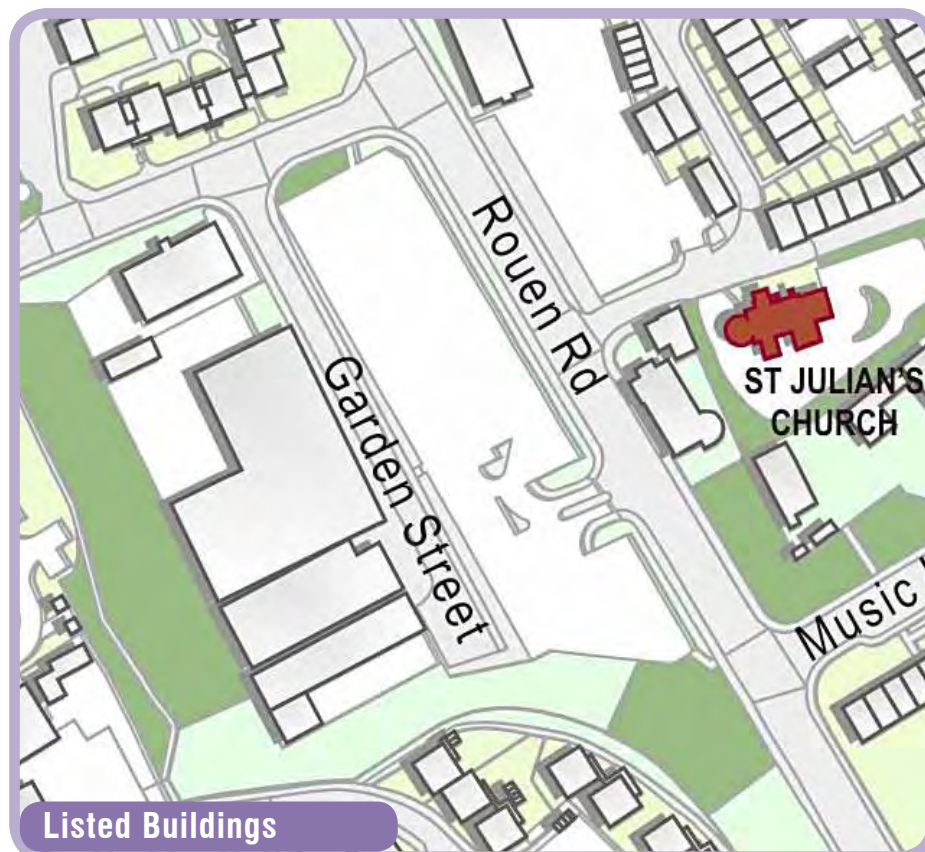 Rouen Rd
ST JULIAN'S
CHURCH
Garden Street
Music
Listed Buildings